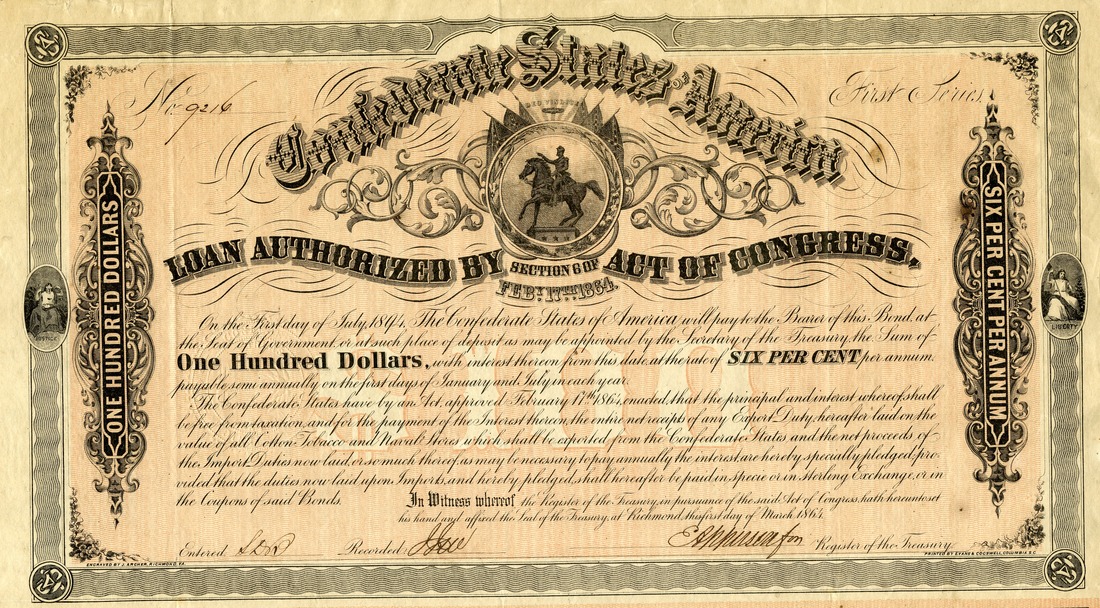 No. 9216
First Series
Confederate States of America
DEO VINDICE
LOAN AUTHORIZED BY SECTION 6 OF ACT OF CONGRESS,
FEBY. 17TH. 1864.
ONE HUNDRED DOLLARS
SIX PER CENT PER ANNUM
JUSTICE
LIBERTY
On the First day of July, 1894, The Confederate States of America will pay to the Bearer of this Bond, at
the Seat of Government, or at such place of deposit as may be appointed by the Secretary of the Treasury, the Sum of
One Hundred Dollars, with interest thereon from this date, at the rate of SIX PER CENT per annum,
payable semi annually on the first days of January and July in each year.
The Confederate States have by an Act, approved February 17th 1864, enacted, that the principal and interest whereof shall
be free from taxation, and for the payment of the Interest thereon, the entire net receipts of any Export Duty, hereafter laid on the
value of all Cotton, Tobacco and Naval Stores, which shall be exported from the Confederate States and the net proceeds of
the Import Duties now laid, or so much thereof, as may be necessary to pay annually the interest, are hereby specially pledged, pro-
vided that the duties now laid upon Imports, and hereby pledged, shall hereafter be paid in specie or in sterling Exchange, or in
the Coupons of said Bonds.
In Witness whereof the Register of the Treasury, in pursuance of the said Act of Congress, hath hereunto set
his hand and affixed the Seal of the Treasury, at Richmond, this first day of March 1864.
Entered
Recorded
Register of the Treasury.
ENGRAVED BY J. ARCHER, RICHMOND, VA.
PRINTED BY EVANS & COGSWELL, COLUMBIA, S.C.